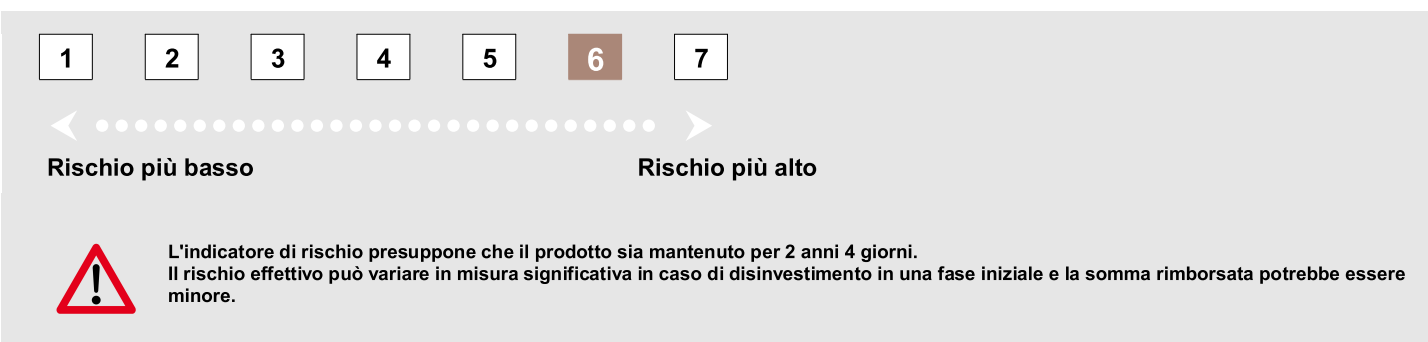 1 2 3 4 5 6 7
Rischio più basso Rischio più alto
L'indicatore di rischio presuppone che il prodotto sia mantenuto per 2 anni 4 giorni.
Il rischio effettivo può variare in misura significativa in caso di disinvestimento in una fase iniziale e la somma rimborsata potrebbe essere
minore.